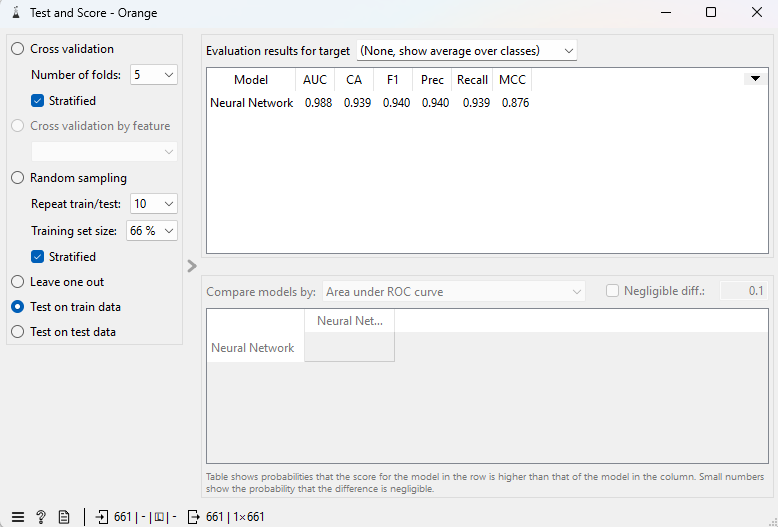 Test and Score - Orange
Cross validation
Number of folds: 5
Stratified
Cross validation by feature
Random sampling
Repeat train/test: 10
Training set size: 66 %
Stratified
Leave one out
Test on train data
Test on test data
Evaluation results for target (None, show average over classes)
Model AUC CA F1 Prec Recall MCC
Neural Network 0.988 0.939 0.940 0.940 0.939 0.876
Compare models by: Area under ROC curve Negligible diff.: 0.1
Neural Net...
Neural Network
Table shows probabilities that the score for the model in the row is higher than that of the model in the column. Small numbers
show the probability that the difference is negligible.
661 | - | - 661 | 1×661